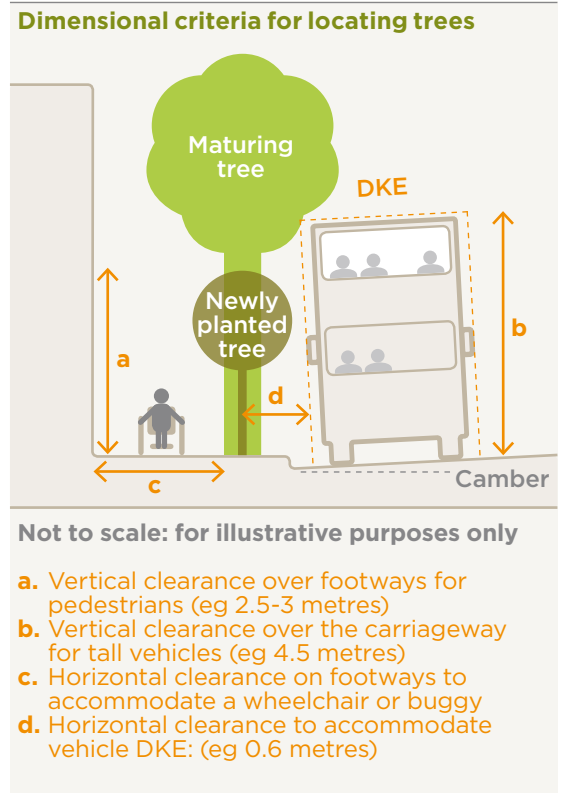 Dimensional criteria for locating trees
Maturing
tree
DKE
Newly
planted
tree
a
b
d
c
Camber
Not to scale: for illustrative purposes only
a. Vertical clearance over footways for
pedestrians (eg 2.5-3 metres)
b. Vertical clearance over the carriageway
for tall vehicles (eg 4.5 metres)
c. Horizontal clearance on footways to
accommodate a wheelchair or buggy
d. Horizontal clearance to accommodate
vehicle DKE: (eg 0.6 metres)